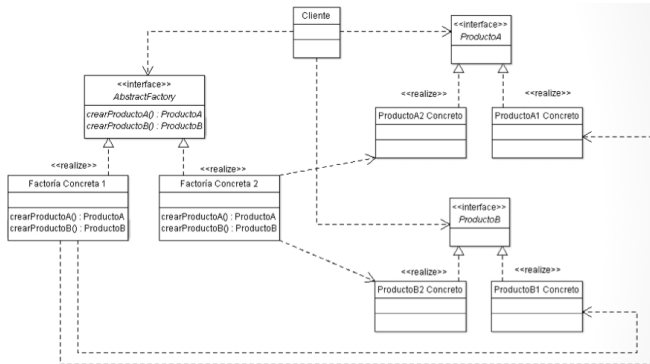 Cliente
<<interface>>
ProductoA
<<interface>>
AbstractFactory
crearProductoA() : ProductoA
crearProductoB() : ProductoB
<<realize>>
<<realize>>
ProductoA2 Concreto
ProductoA1 Concreto
<<realize>>
<<realize>>
Factoría Concreta 1
Factoría Concreta 2
crearProductoA() : ProductoA
crearProductoB() : ProductoB
crearProductoA() : ProductoA
crearProductoB() : ProductoB
<<interface>>
ProductoB
<<realize>>
<<realize>>
ProductoB2 Concreto
ProductoB1 Concreto